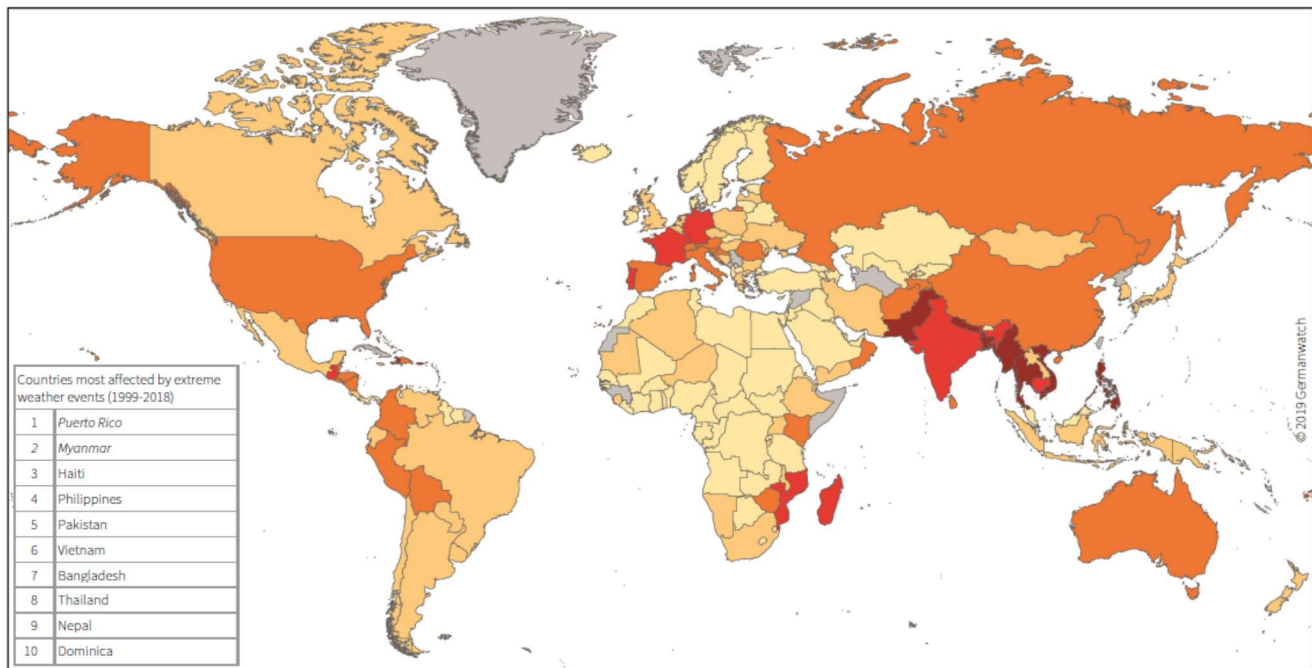 Countries most affected by extreme
weather events (1999-2018)
1 Puerto Rico
2 Myanmar
3 Haiti
4 Philippines
5 Pakistan
6 Vietnam
7 Bangladesh
8 Thailand
9 Nepal
10 Dominica
© 2019 Germanwatch